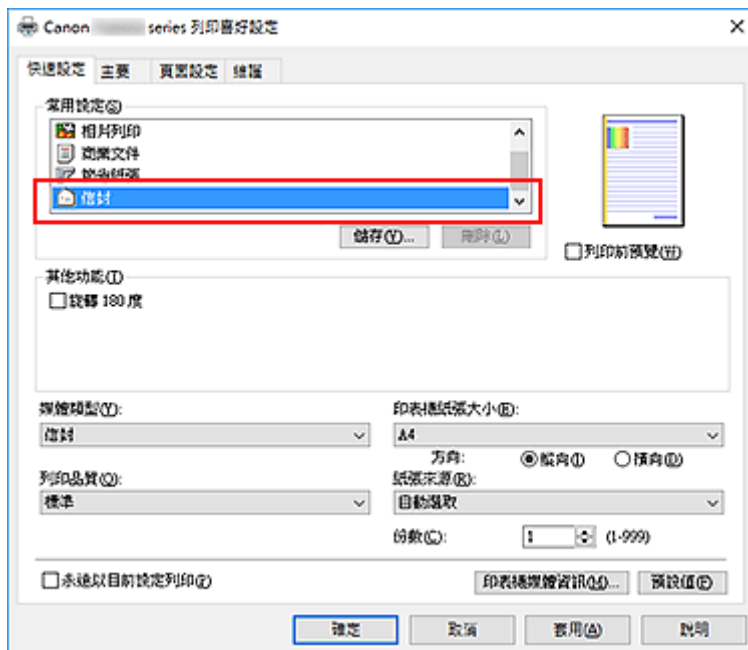 Canon series 列印喜好設定
快速設定 主要 頁面設定 維護
常用設定(S)
相片列印
商業文件
節省紙張
信封
儲存(Y)... 刪除(L)
列印前預覽(W)
其他功能(T)
旋轉 180 度
媒體類型(Y):
信封
印表機紙張大小(E):
A4
方向: 縱向(I) 橫向(D)
列印品質(Q):
標準
紙張來源(R):
自動選取
份數(C): 1 (1-999)
永遠以目前設定列印(P)
印表機媒體資訊(M)... 預設值(F)
確定 取消 套用(A) 說明